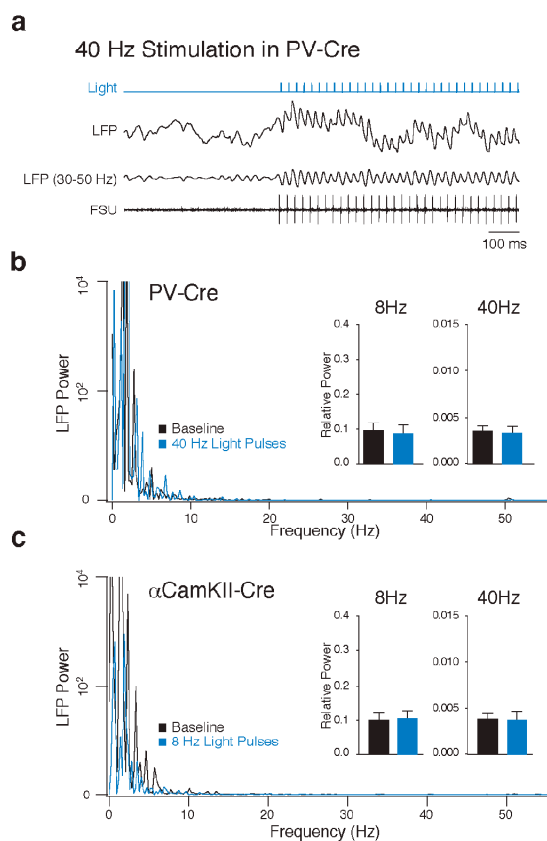 a
40 Hz Stimulation in PV-Cre
Light
LFP
LFP (30-50 Hz)
FSU
100 ms
b
PV-Cre
LFP Power
10⁴
10²
0
Baseline
40 Hz Light Pulses
0 10 20 30 40 50
Frequency (Hz)
8Hz
Relative Power
0.4
0.3
0.2
0.1
0.0
40Hz
0.015
0.010
0.005
0.000
c
αCamKII-Cre
LFP Power
10⁴
10²
0
Baseline
8 Hz Light Pulses
0 10 20 30 40 50
Frequency (Hz)
8Hz
Relative Power
0.4
0.3
0.2
0.1
0.0
40Hz
0.015
0.010
0.005
0.000